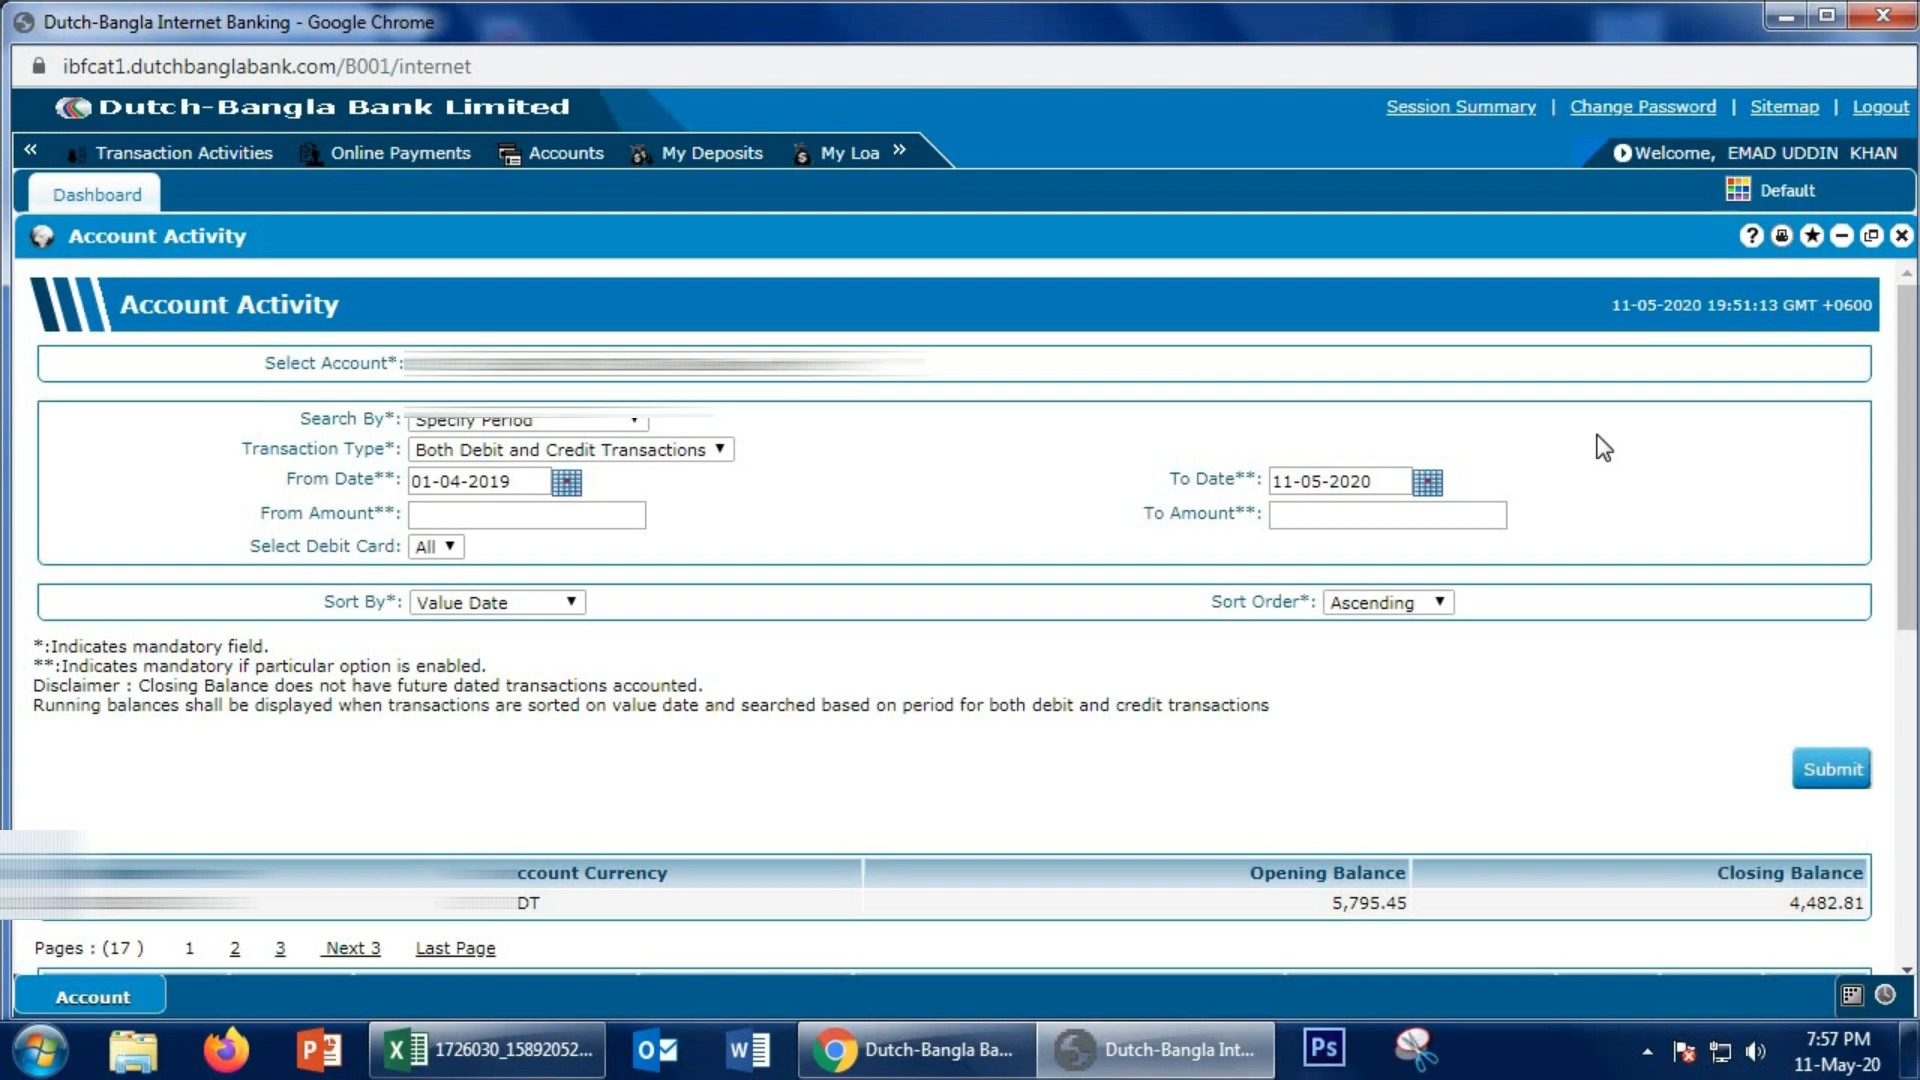 Dutch-Bangla Internet Banking - Google Chrome
ibfcat1.dutchbanglabank.com/B001/internet
Dutch-Bangla Bank Limited
Session Summary | Change Password | Sitemap | Logout
« Transaction Activities Online Payments Accounts My Deposits My Loa »
Welcome, EMAD UDDIN KHAN
Dashboard
Default
Account Activity
Account Activity
11-05-2020 19:51:13 GMT +0600
Select Account*:
Search By*: Specify Period
Transaction Type*: Both Debit and Credit Transactions
From Date**: 01-04-2019 To Date**: 11-05-2020
From Amount**: To Amount**:
Select Debit Card: All
Sort By*: Value Date Sort Order*: Ascending
*:Indicates mandatory field.
**:Indicates mandatory if particular option is enabled.
Disclaimer : Closing Balance does not have future dated transactions accounted.
Running balances shall be displayed when transactions are sorted on value date and searched based on period for both debit and credit transactions
Submit
ccount Currency Opening Balance Closing Balance
DT 5,795.45 4,482.81
Pages : (17 ) 1 2 3 Next 3 Last Page
Account
1726030_15892052... Dutch-Bangla Ba... Dutch-Bangla Int... Ps
7:57 PM
11-May-20